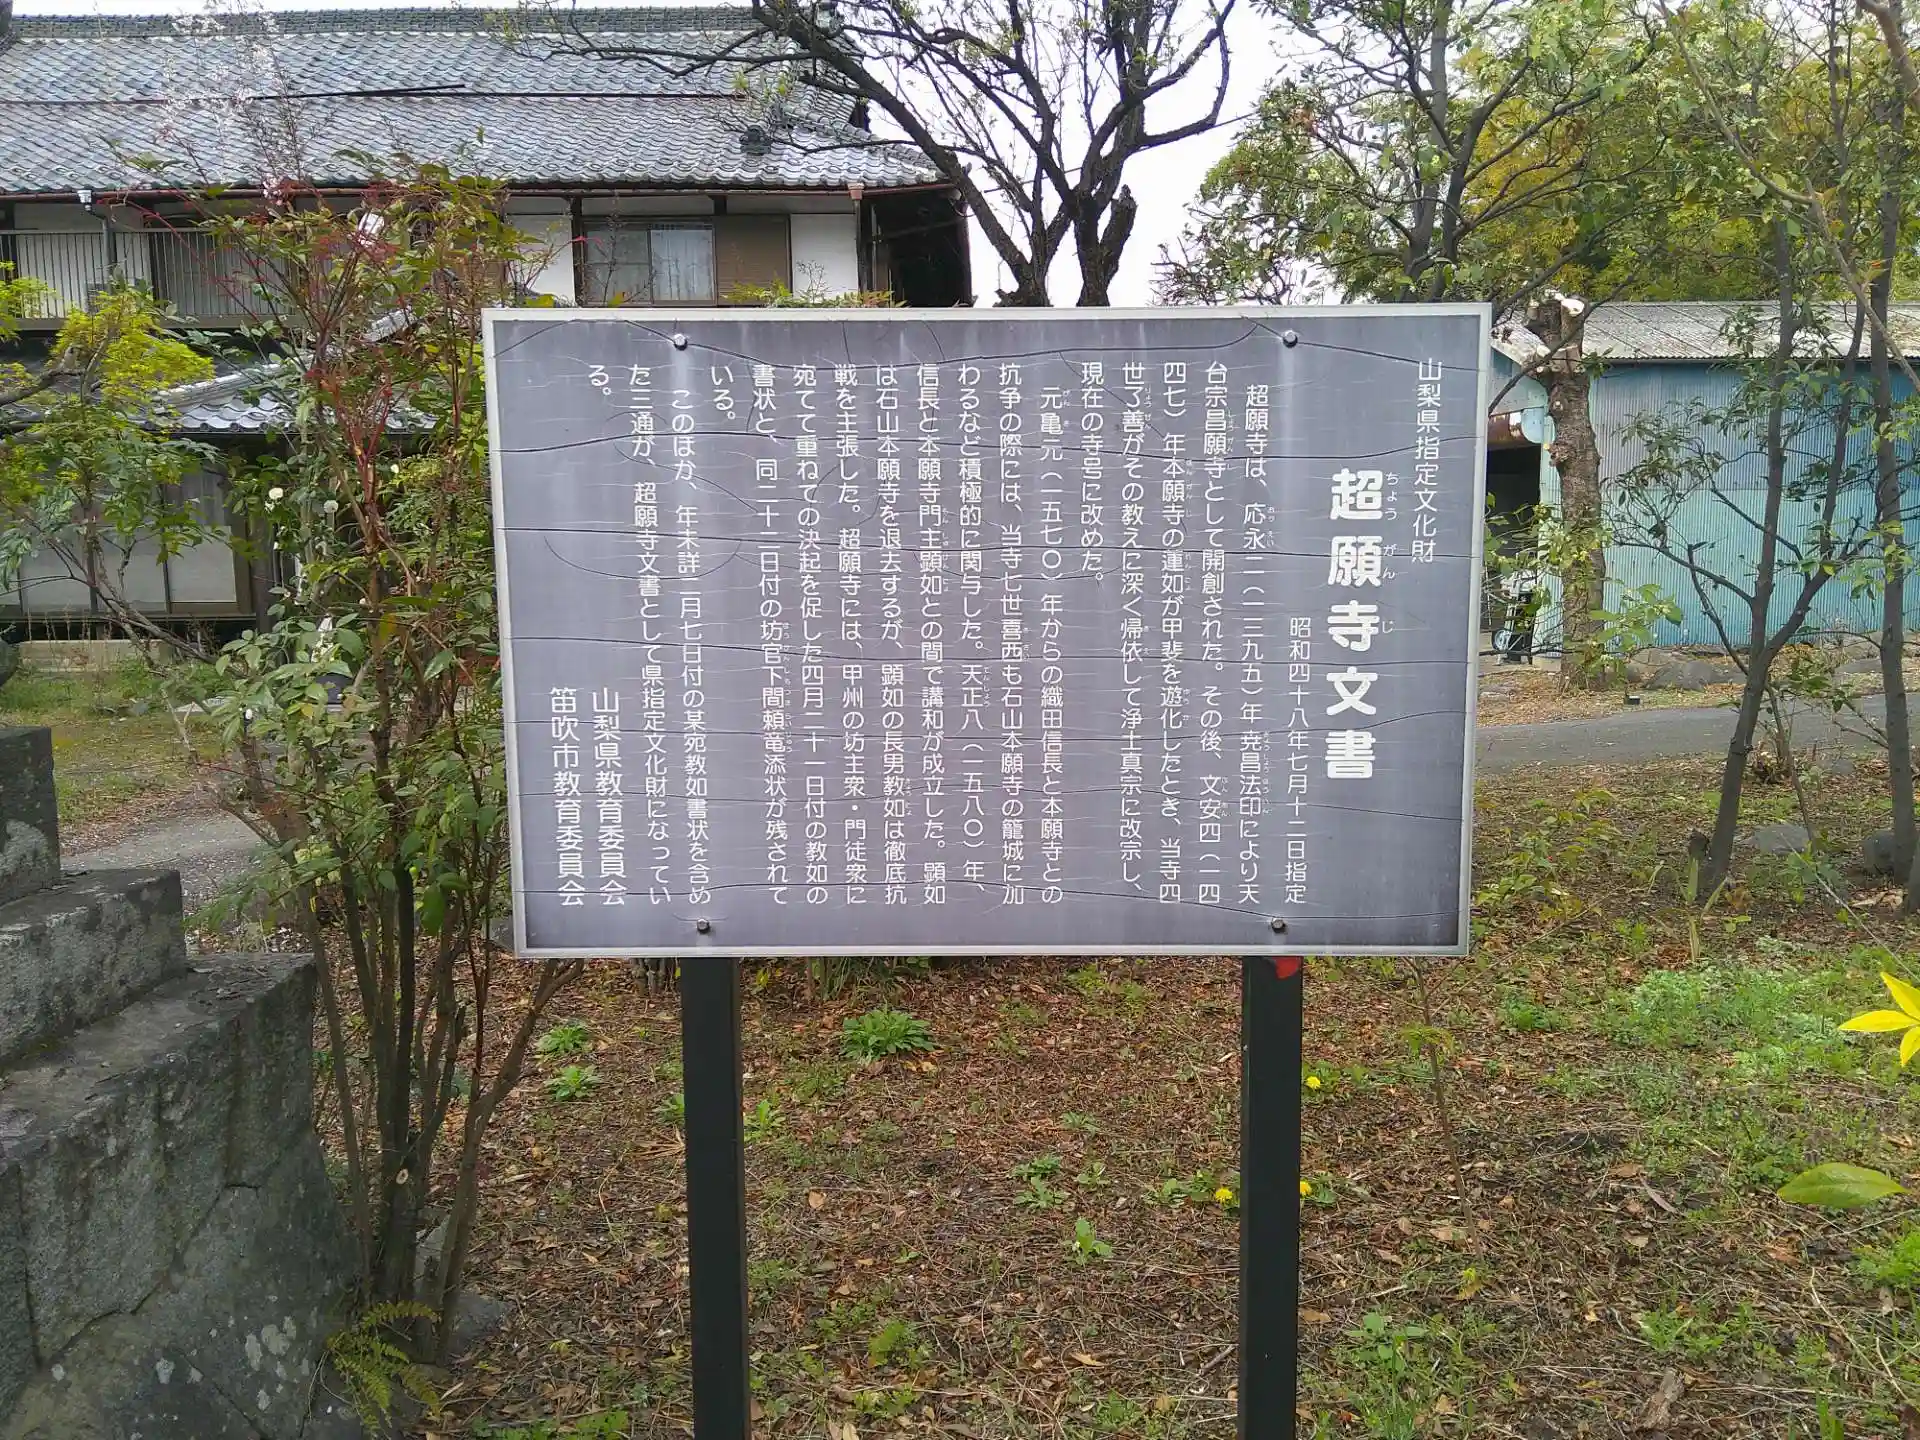 山梨県指定文化財
超願寺文書
ちょうがんじ
昭和四十八年七月十二日指定
超願寺は、応永二(一三九五)年尭昌法印により天
台宗昌願寺として開創された。その後、文安四(一四
四七)年本願寺の蓮如が甲斐を遊化したとき、当寺四
世了善がその教えに深く帰依して浄土真宗に改宗し、
現在の寺号に改めた。
元亀元(一五七〇)年からの織田信長と本願寺との
抗争の際には、当寺七世喜西も石山本願寺の籠城に加
わるなど積極的に関与した。天正八(一五八〇)年、
信長と本願寺門主顕如との間で講和が成立した。顕如
は石山本願寺を退去するが、顕如の長男教如は徹底抗
戦を主張した。超願寺には、甲州の坊主衆・門徒衆に
宛てて重ねての決起を促した四月二十一日付の教如の
書状と、同二十二日付の坊官下間頼竜添状が残されて
いる。
このほか、年未詳二月七日付の某宛教如書状を含め
た三通が、超願寺文書として県指定文化財になってい
る。
山梨県教育委員会
笛吹市教育委員会